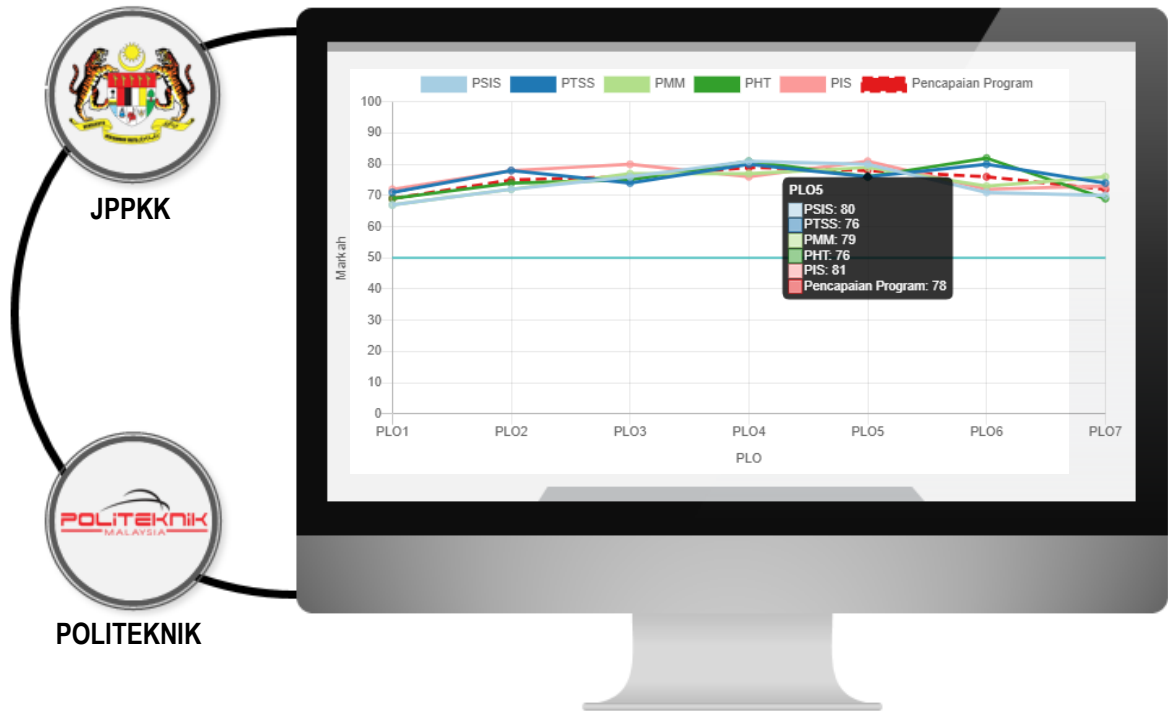 JPPKK
POLiTEKNiK
MALAYSIA
POLITEKNIK
PSIS
PTSS
PMM
PHT
PIS
Pencapaian Program
100
90
80
70
60
50
40
30
20
10
0
Markah
PLO5
PSIS: 80
PTSS: 76
PMM: 79
PHT: 76
PIS: 81
Pencapaian Program: 78
PLO1
PLO2
PLO3
PLO4
PLO5
PLO6
PLO7
PLO